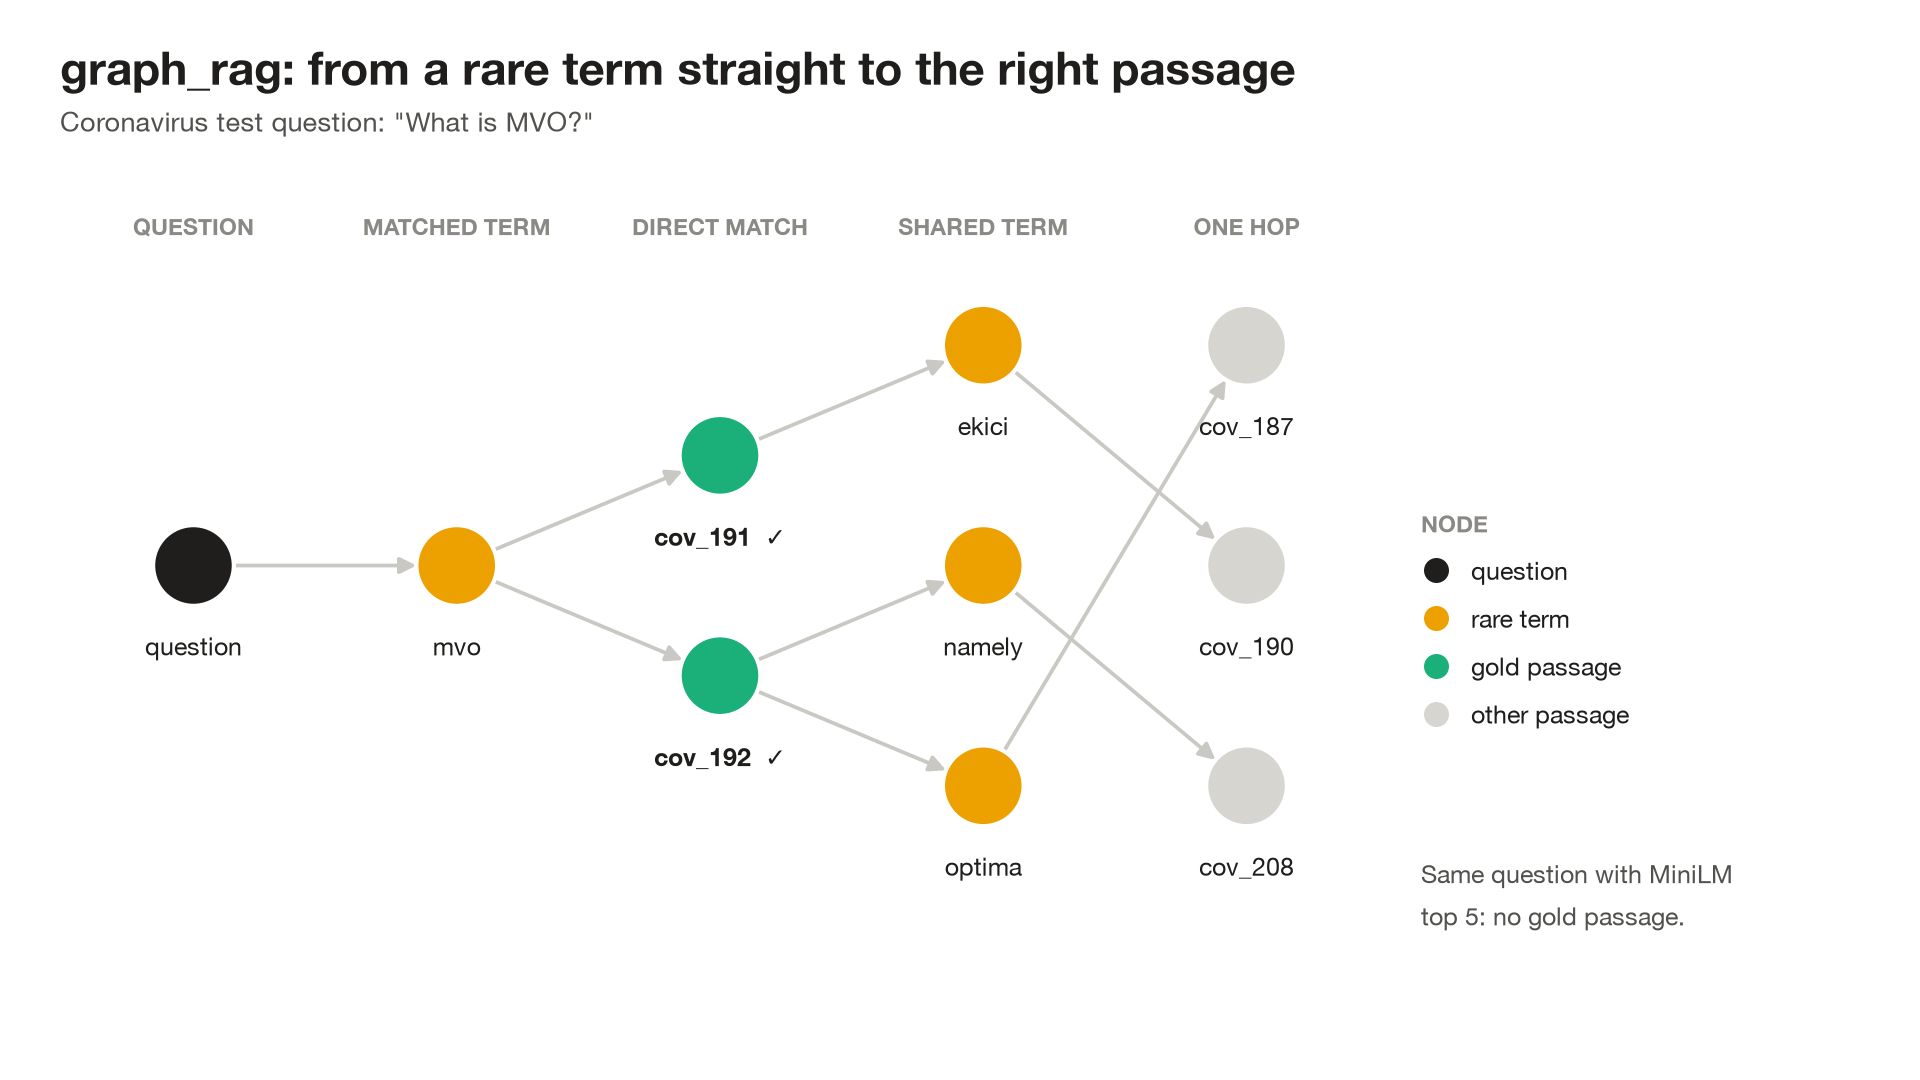 graph_rag: from a rare term straight to the right passage
Coronavirus test question: "What is MVO?"
QUESTION
MATCHED TERM
DIRECT MATCH
SHARED TERM
ONE HOP
question
mvo
cov_191 ✓
cov_192 ✓
ekici
namely
optima
cov_187
cov_190
cov_208
NODE
question
rare term
gold passage
other passage
Same question with MiniLM
top 5: no gold passage.